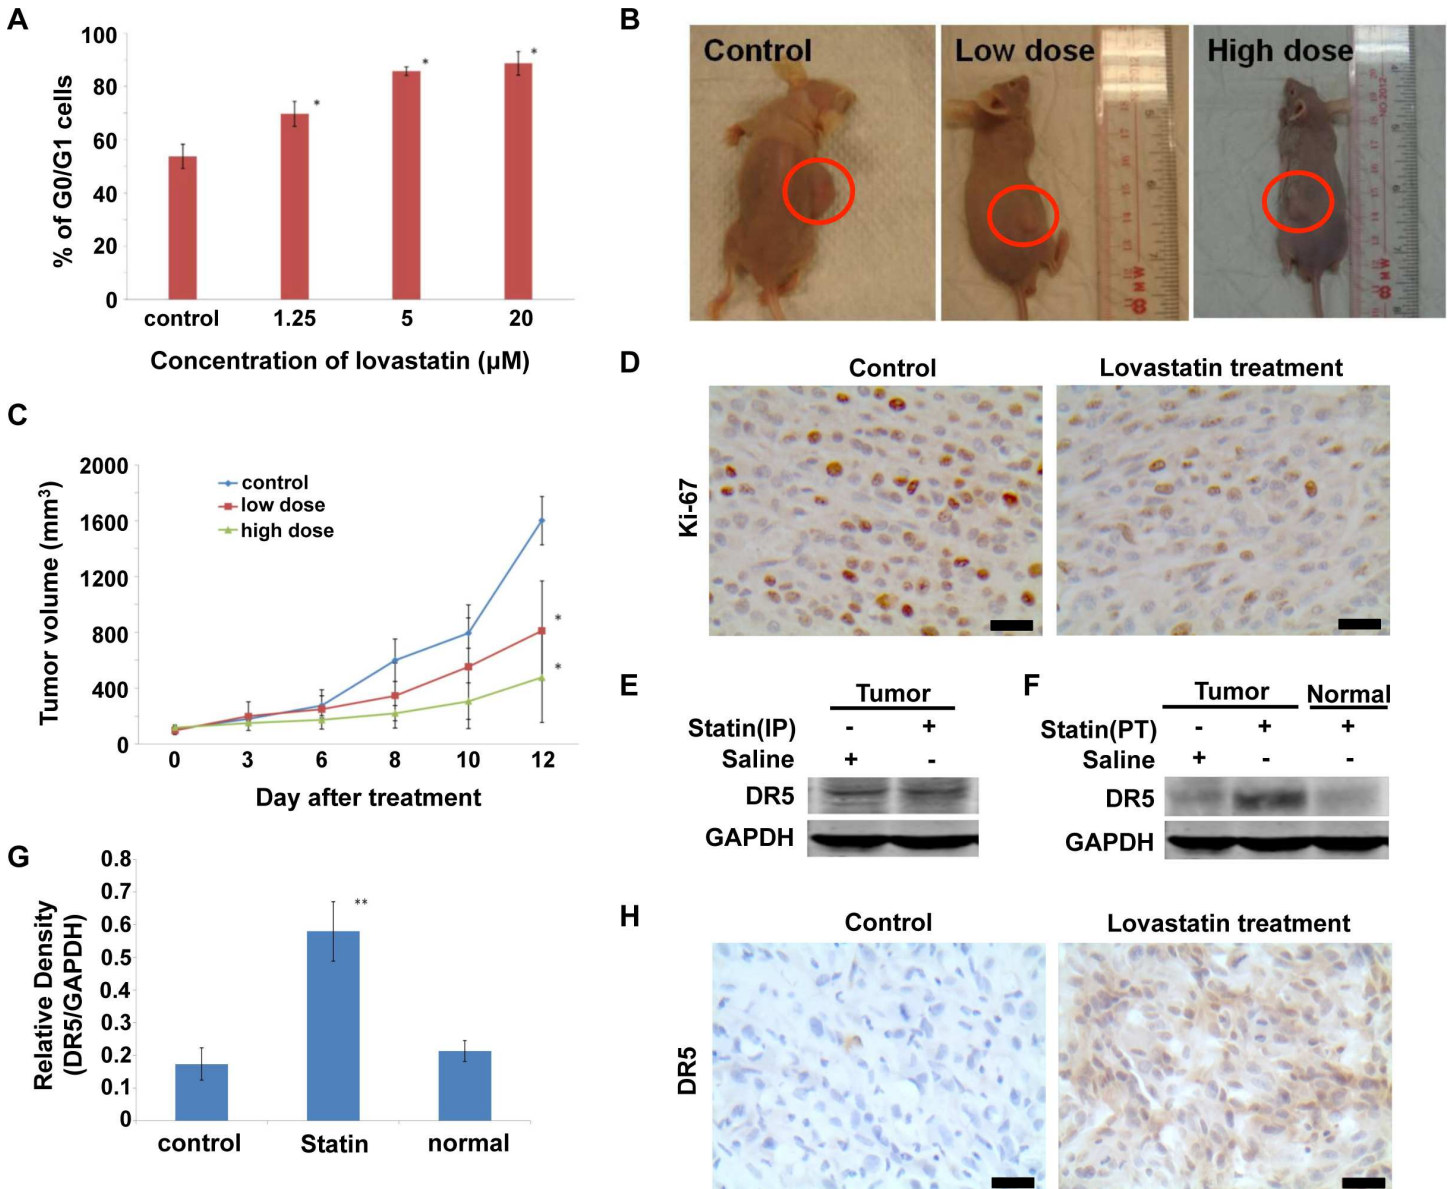 A
100
80
60
40
20
0
% of G0/G1 cells
control 1.25 5 20
* * *
Concentration of lovastatin (μM)
B
Control
Low dose
High dose
NO.2012
MW
MW
C
2000
1600
1200
800
400
0
Tumor volume (mm³)
control
low dose
high dose
*
*
0 3 6 8 10 12
Day after treatment
D
Control Lovastatin treatment
Ki-67
E
Tumor
Statin(IP) - +
Saline + -
DR5
GAPDH
F
Tumor Normal
Statin(PT) - + +
Saline + - -
DR5
GAPDH
G
0.8
0.7
0.6
0.5
0.4
0.3
0.2
0.1
0
Relative Density
(DR5/GAPDH)
**
control Statin normal
H
Control Lovastatin treatment
DR5